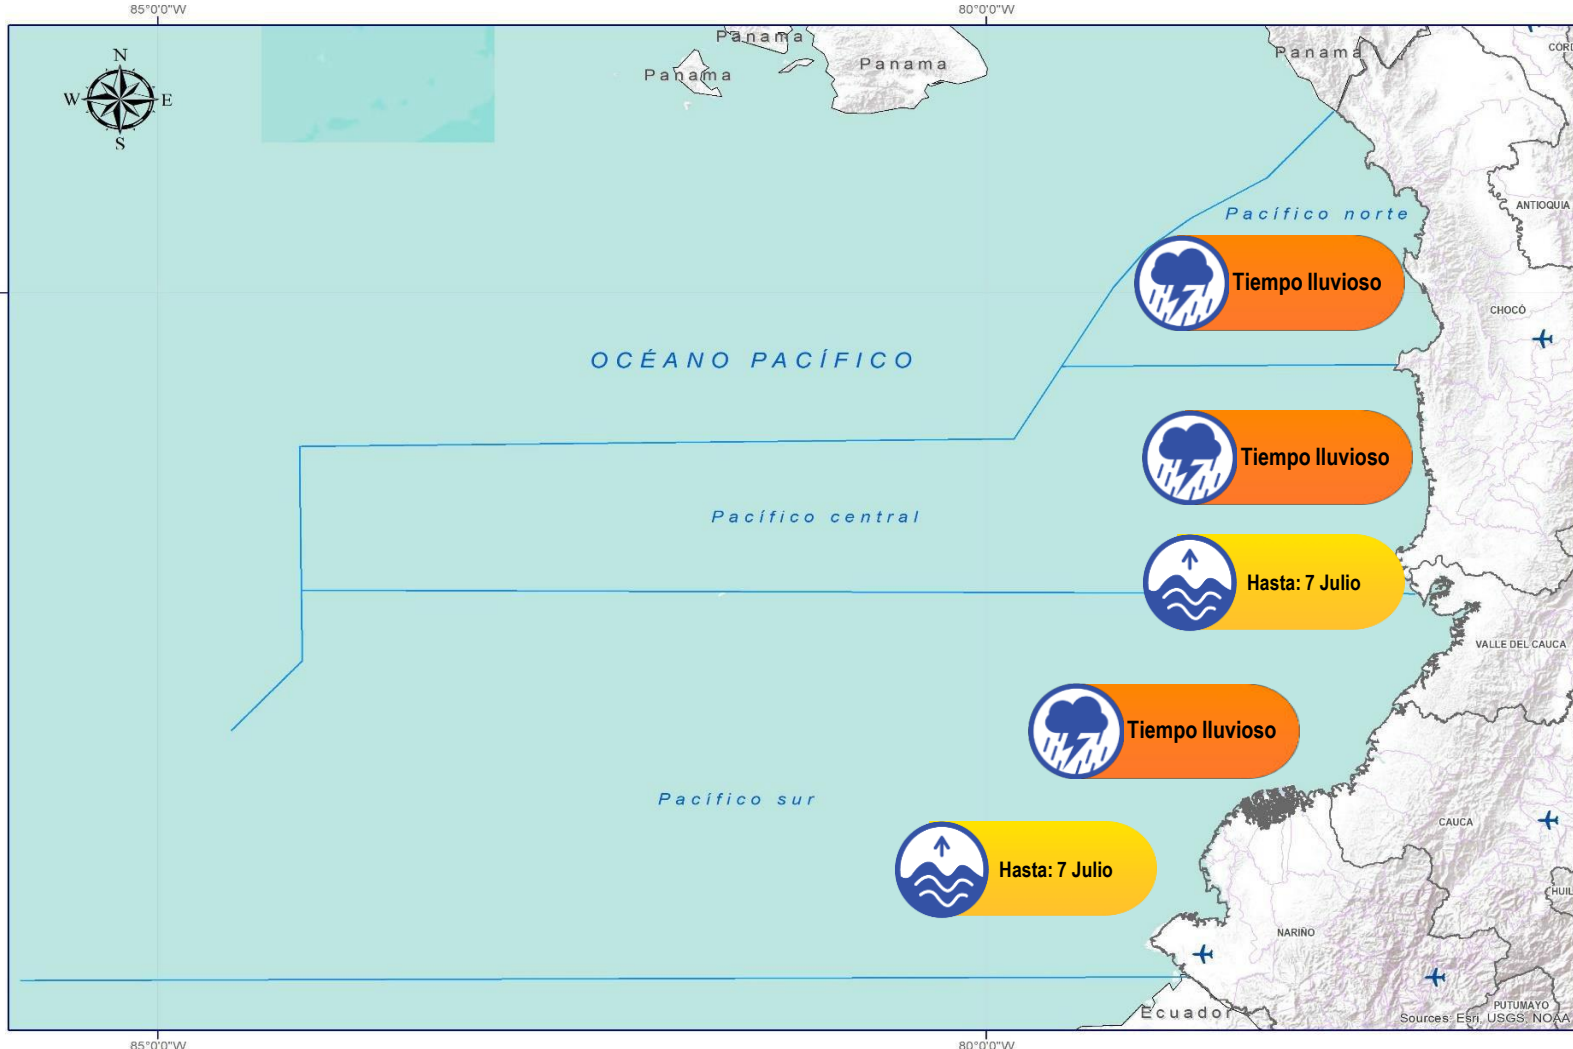 85°0'0"W
80°0'0"W
N
W
E
S
Panama
Panama
Panama
Panama
CÓRD
ANTIOQUIA
Pacífico norte
Tiempo lluvioso
CHOCÓ
OCÉANO PACÍFICO
Tiempo lluvioso
Pacífico central
Hasta: 7 Julio
VALLE DEL CAUCA
Tiempo lluvioso
Pacífico sur
CAUCA
Hasta: 7 Julio
HUIL
NARIÑO
PUTUMAYO
Ecuador
Sources: Esri, USGS, NOAA
85°0'0"W
80°0'0"W